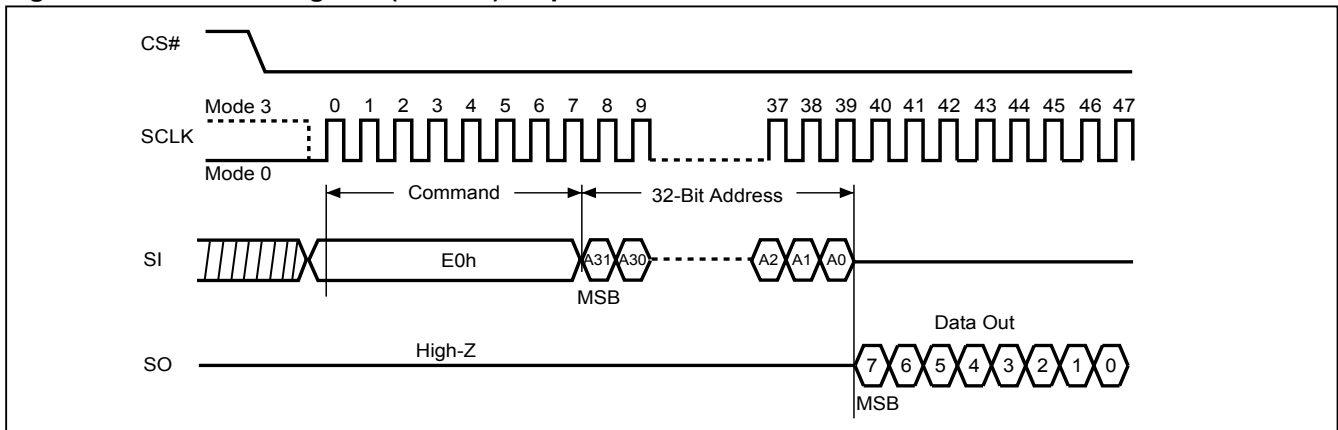 CS#
Mode 3 0 1 2 3 4 5 6 7 8 9 37 38 39 40 41 42 43 44 45 46 47
SCLK
Mode 0
Command 32-Bit Address
SI E0h A31 A30 A2 A1 A0
MSB
Data Out
High-Z
SO 7 6 5 4 3 2 1 0
MSB